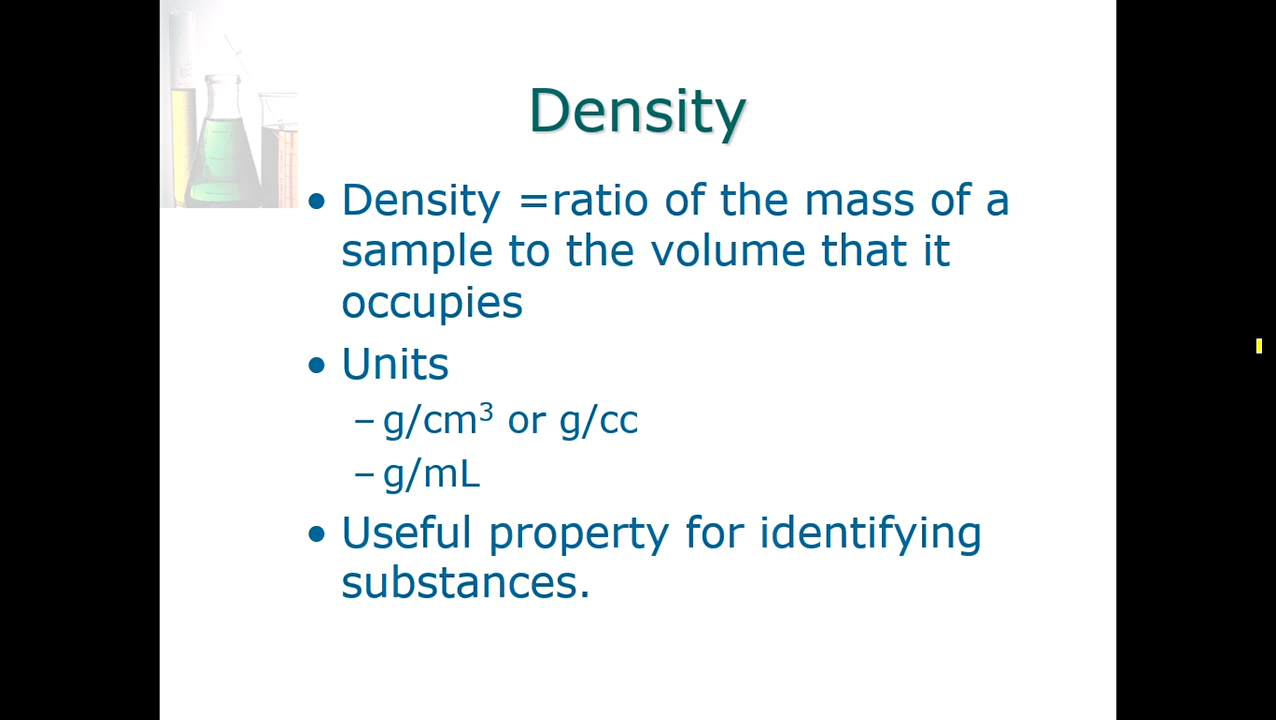 Density
• Density =ratio of the mass of a
sample to the volume that it
occupies
• Units
– g/cm³ or g/cc
– g/mL
• Useful property for identifying
substances.